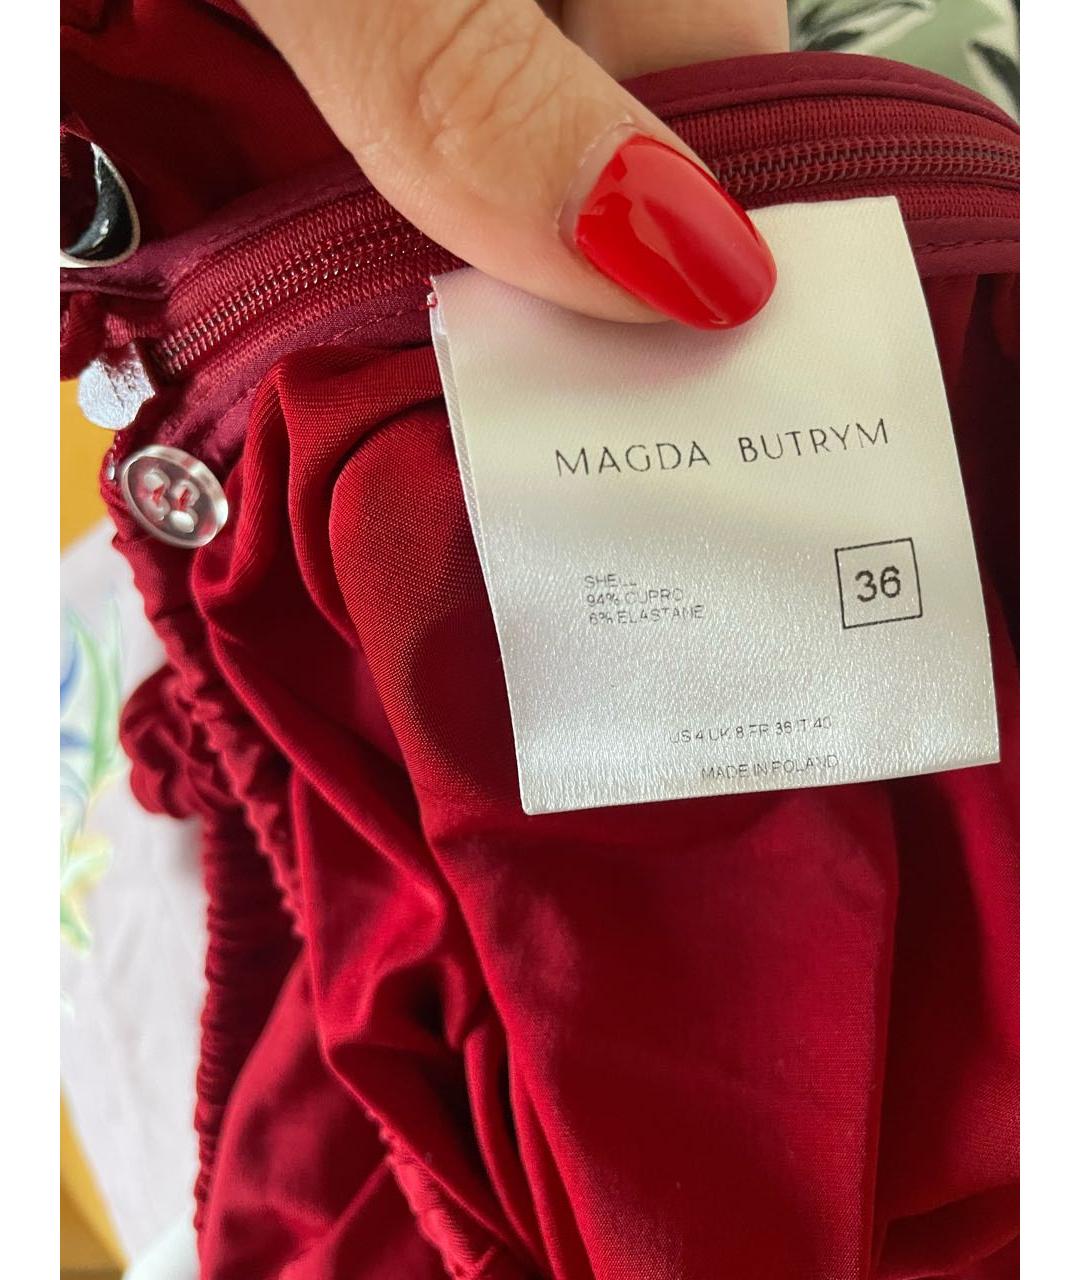 MAGDA BUTRYM
36
SHELL
94% CUPRO
6% ELASTANE
US 4 UK 8 FR 36 IT 40
MADE IN POLAND